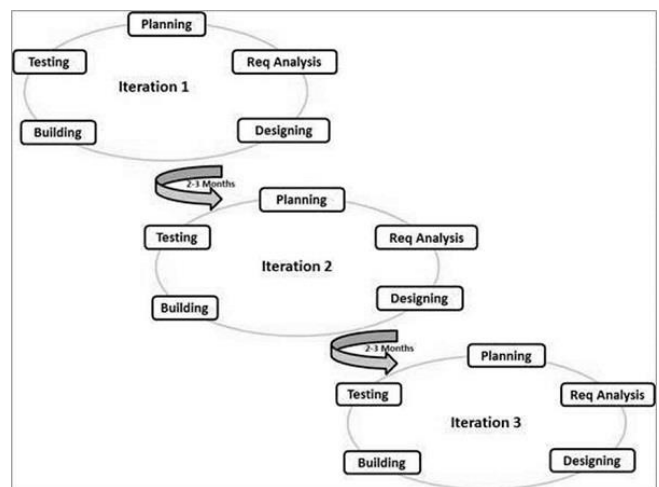 Planning
Testing
Req Analysis
Iteration 1
Building
Designing
2-3 Months
Planning
Testing
Req Analysis
Iteration 2
Building
Designing
2-3 Months
Planning
Testing
Req Analysis
Iteration 3
Building
Designing